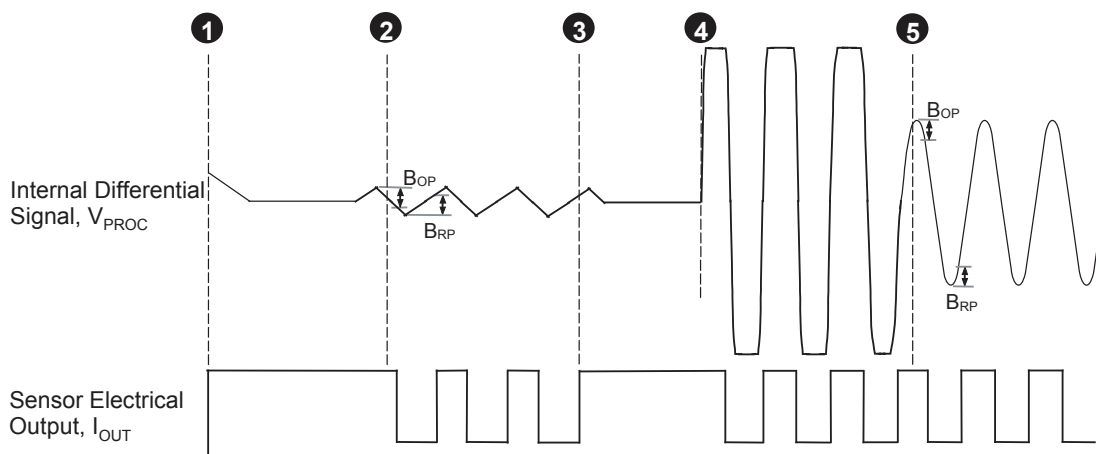 1 2 3 4 5
BOP
BOP
Internal Differential
Signal, VPROC
BRP
BRP
Sensor Electrical
Output, IOUT